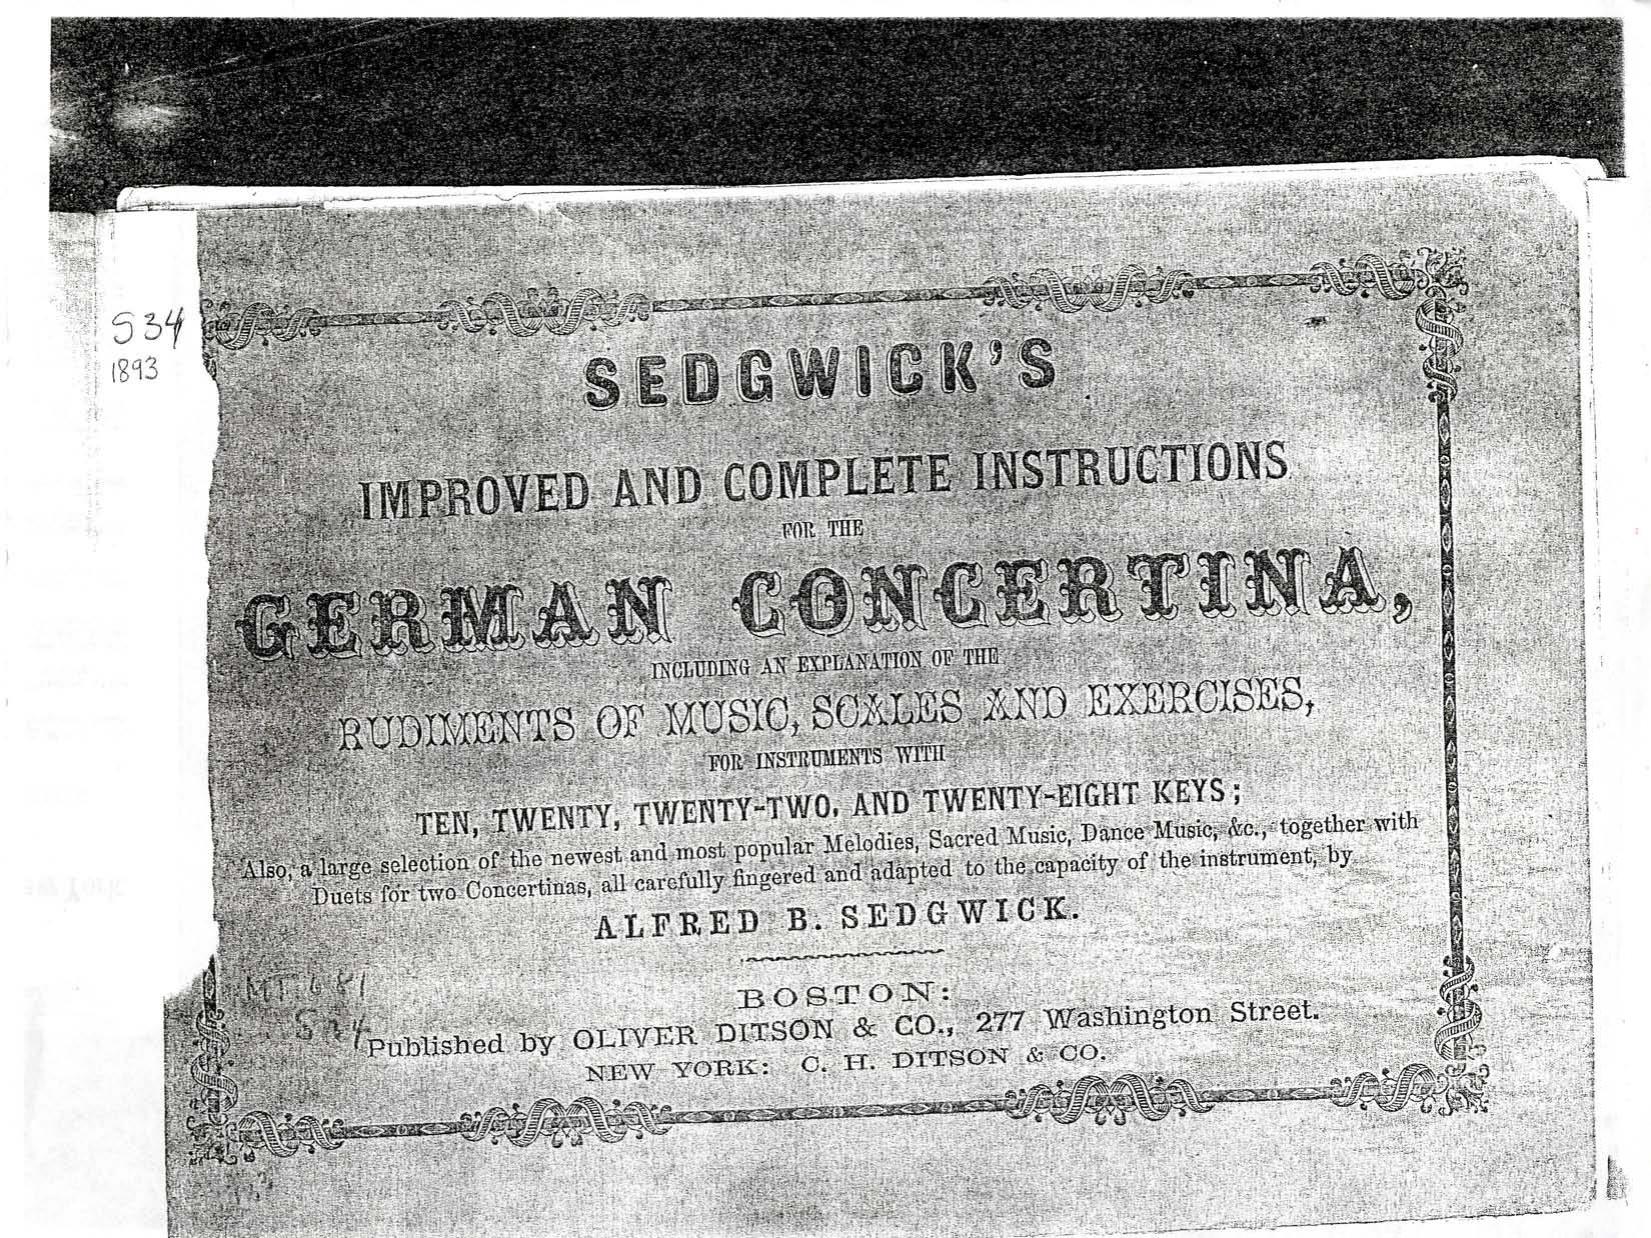 S34
1893
SEDGWICK'S
IMPROVED AND COMPLETE INSTRUCTIONS
FOR THE
GERMAN CONCERTINA,
INCLUDING AN EXPLANATION OF THE
RUDIMENTS OF MUSIC, SCALES AND EXERCISES,
FOR INSTRUMENTS WITH
TEN, TWENTY, TWENTY-TWO, AND TWENTY-EIGHT KEYS;
Also, a large selection of the newest and most popular Melodies, Sacred Music, Dance Music, &c., together with
Duets for two Concertinas, all carefully fingered and adapted to the capacity of the instrument, by
ALFRED B. SEDGWICK.
BOSTON:
MT 681
S34
Published by OLIVER DITSON & CO., 277 Washington Street.
NEW YORK: C. H. DITSON & CO.